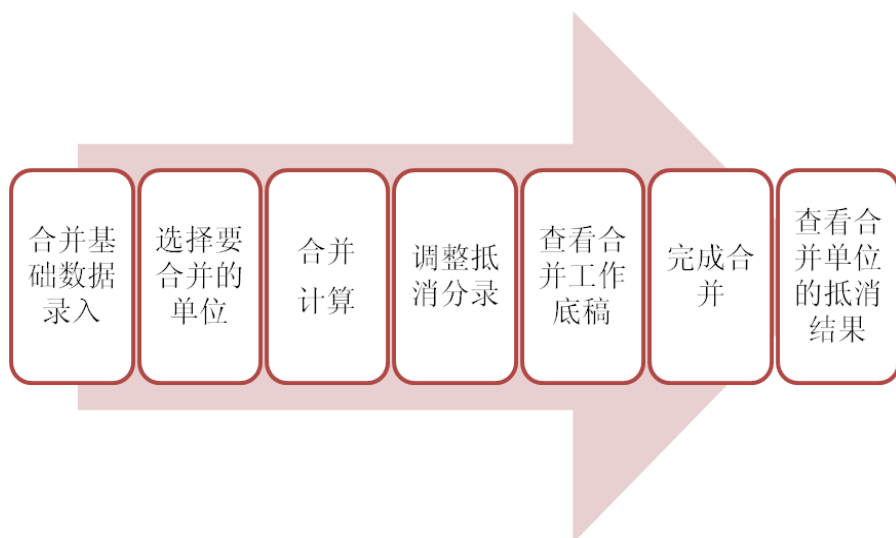 合并基
础数据
录入
选择要
合并的
单位
合并
计算
调整抵
消分录
查看合
并工作
底稿
完成合
并
查看合
并单位
的抵消
结果